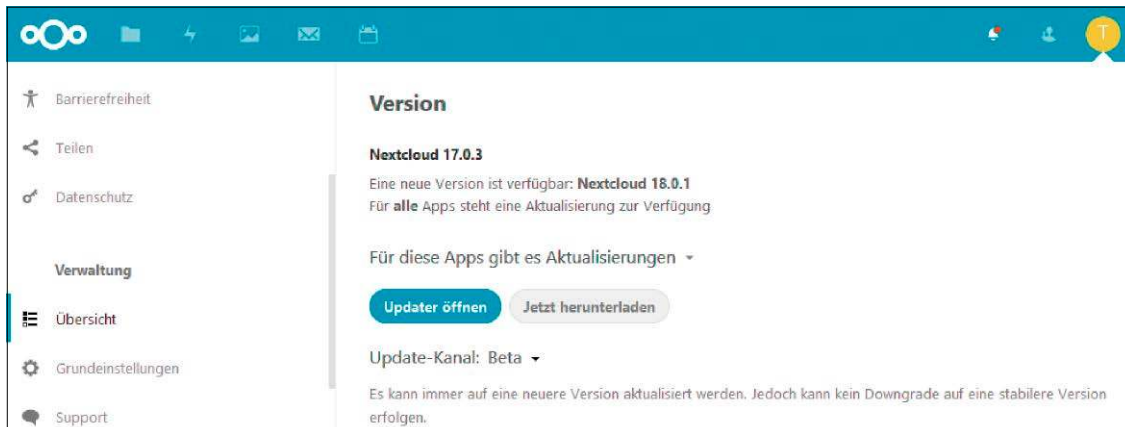 T
Barrierefreiheit
Teilen
Datenschutz
Verwaltung
Übersicht
Grundeinstellungen
Support
Version
Nextcloud 17.0.3
Eine neue Version ist verfügbar: Nextcloud 18.0.1
Für alle Apps steht eine Aktualisierung zur Verfügung
Für diese Apps gibt es Aktualisierungen
Updater öffnen
Jetzt herunterladen
Update-Kanal: Beta
Es kann immer auf eine neuere Version aktualisiert werden. Jedoch kann kein Downgrade auf eine stabilere Version
erfolgen.